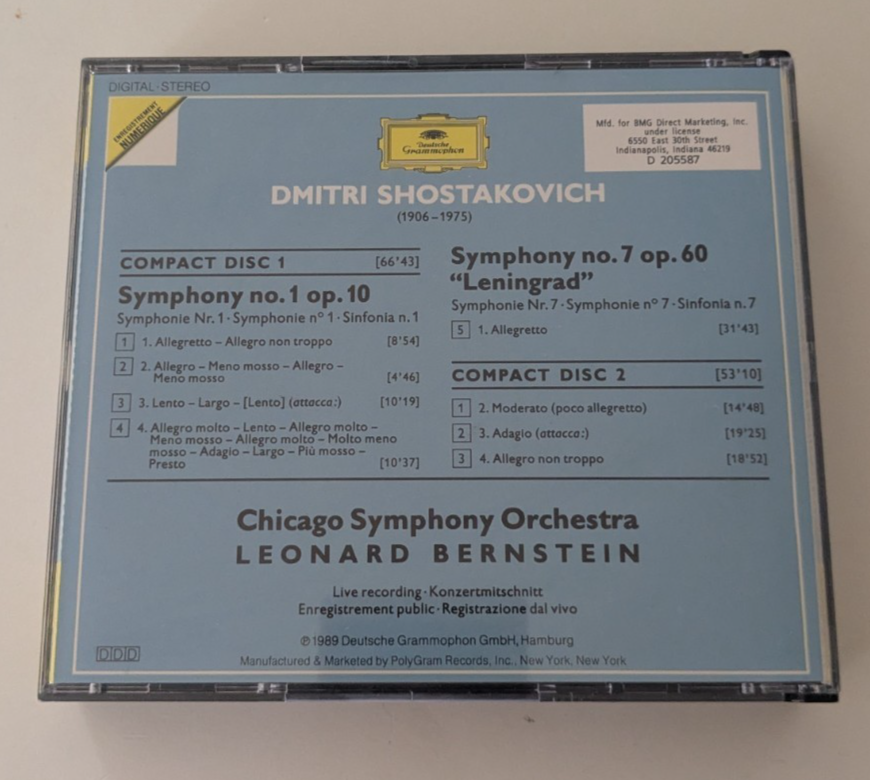 DIGITAL·STEREO
ENREGISTREMENT
NUMERIQUE
Deutsche
Grammophon
Mfd. for BMG Direct Marketing, Inc.
under license
6550 East 30th Street
Indianapolis, Indiana 46219
D 205587
DMITRI SHOSTAKOVICH
(1906–1975)
COMPACT DISC 1 [66'43]
Symphony no. 1 op. 10
Symphonie Nr. 1 · Symphonie nº 1 · Sinfonia n. 1
1 1. Allegretto – Allegro non troppo [8'54]
2 2. Allegro – Meno mosso – Allegro –
Meno mosso [4'46]
3 3. Lento – Largo – [Lento] (attacca:) [10'19]
4 4. Allegro molto – Lento – Allegro molto –
Meno mosso – Allegro molto – Molto meno
mosso – Adagio – Largo – Più mosso –
Presto [10'37]
Symphony no. 7 op. 60
“Leningrad”
Symphonie Nr. 7 · Symphonie nº 7 · Sinfonia n. 7
5 1. Allegretto [31'43]
COMPACT DISC 2 [53'10]
1 2. Moderato (poco allegretto) [14'48]
2 3. Adagio (attacca:) [19'25]
3 4. Allegro non troppo [18'52]
Chicago Symphony Orchestra
LEONARD BERNSTEIN
Live recording · Konzertmitschnitt
Enregistrement public · Registrazione dal vivo
℗ 1989 Deutsche Grammophon GmbH, Hamburg
DDD
Manufactured & Marketed by PolyGram Records, Inc., New York, New York